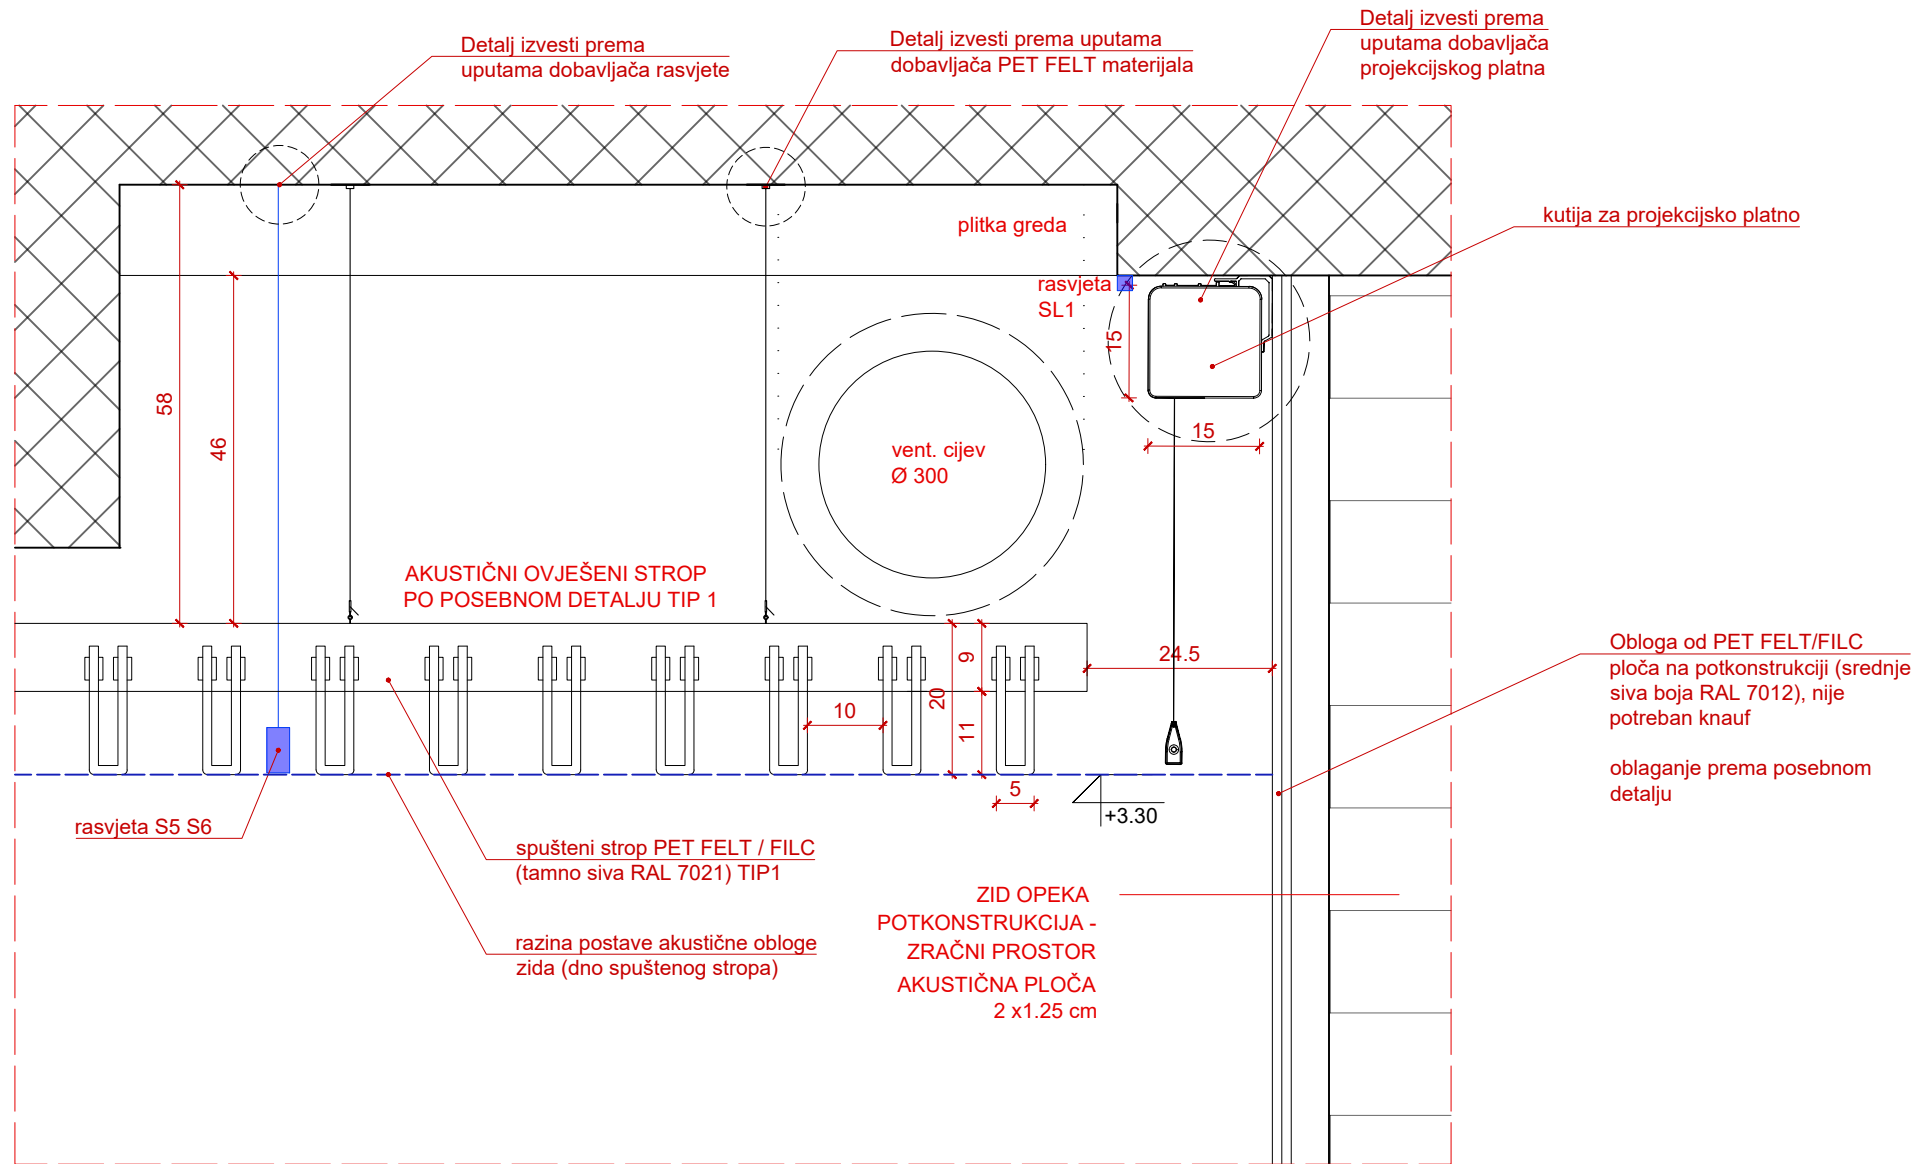 Detalj izvesti prema
uputama dobavljača rasvjete
Detalj izvesti prema uputama
dobavljača PET FELT materijala
Detalj izvesti prema
uputama dobavljača
projekcijskog platna
kutija za projekcijsko platno
plitka greda
rasvjeta
SL1
15
15
58
46
vent. cijev
Ø 300
AKUSTIČNI OVJEŠENI STROP
PO POSEBNOM DETALJU TIP 1
9
20
11
10
24.5
5
+3.30
Obloga od PET FELT/FILC
ploča na potkonstrukciji (srednje
siva boja RAL 7012), nije
potreban knauf
oblaganje prema posebnom
detalju
rasvjeta S5 S6
spušteni strop PET FELT / FILC
(tamno siva RAL 7021) TIP1
razina postave akustične obloge
zida (dno spuštenog stropa)
ZID OPEKA
POTKONSTRUKCIJA -
ZRAČNI PROSTOR
AKUSTIČNA PLOČA
2 x1.25 cm